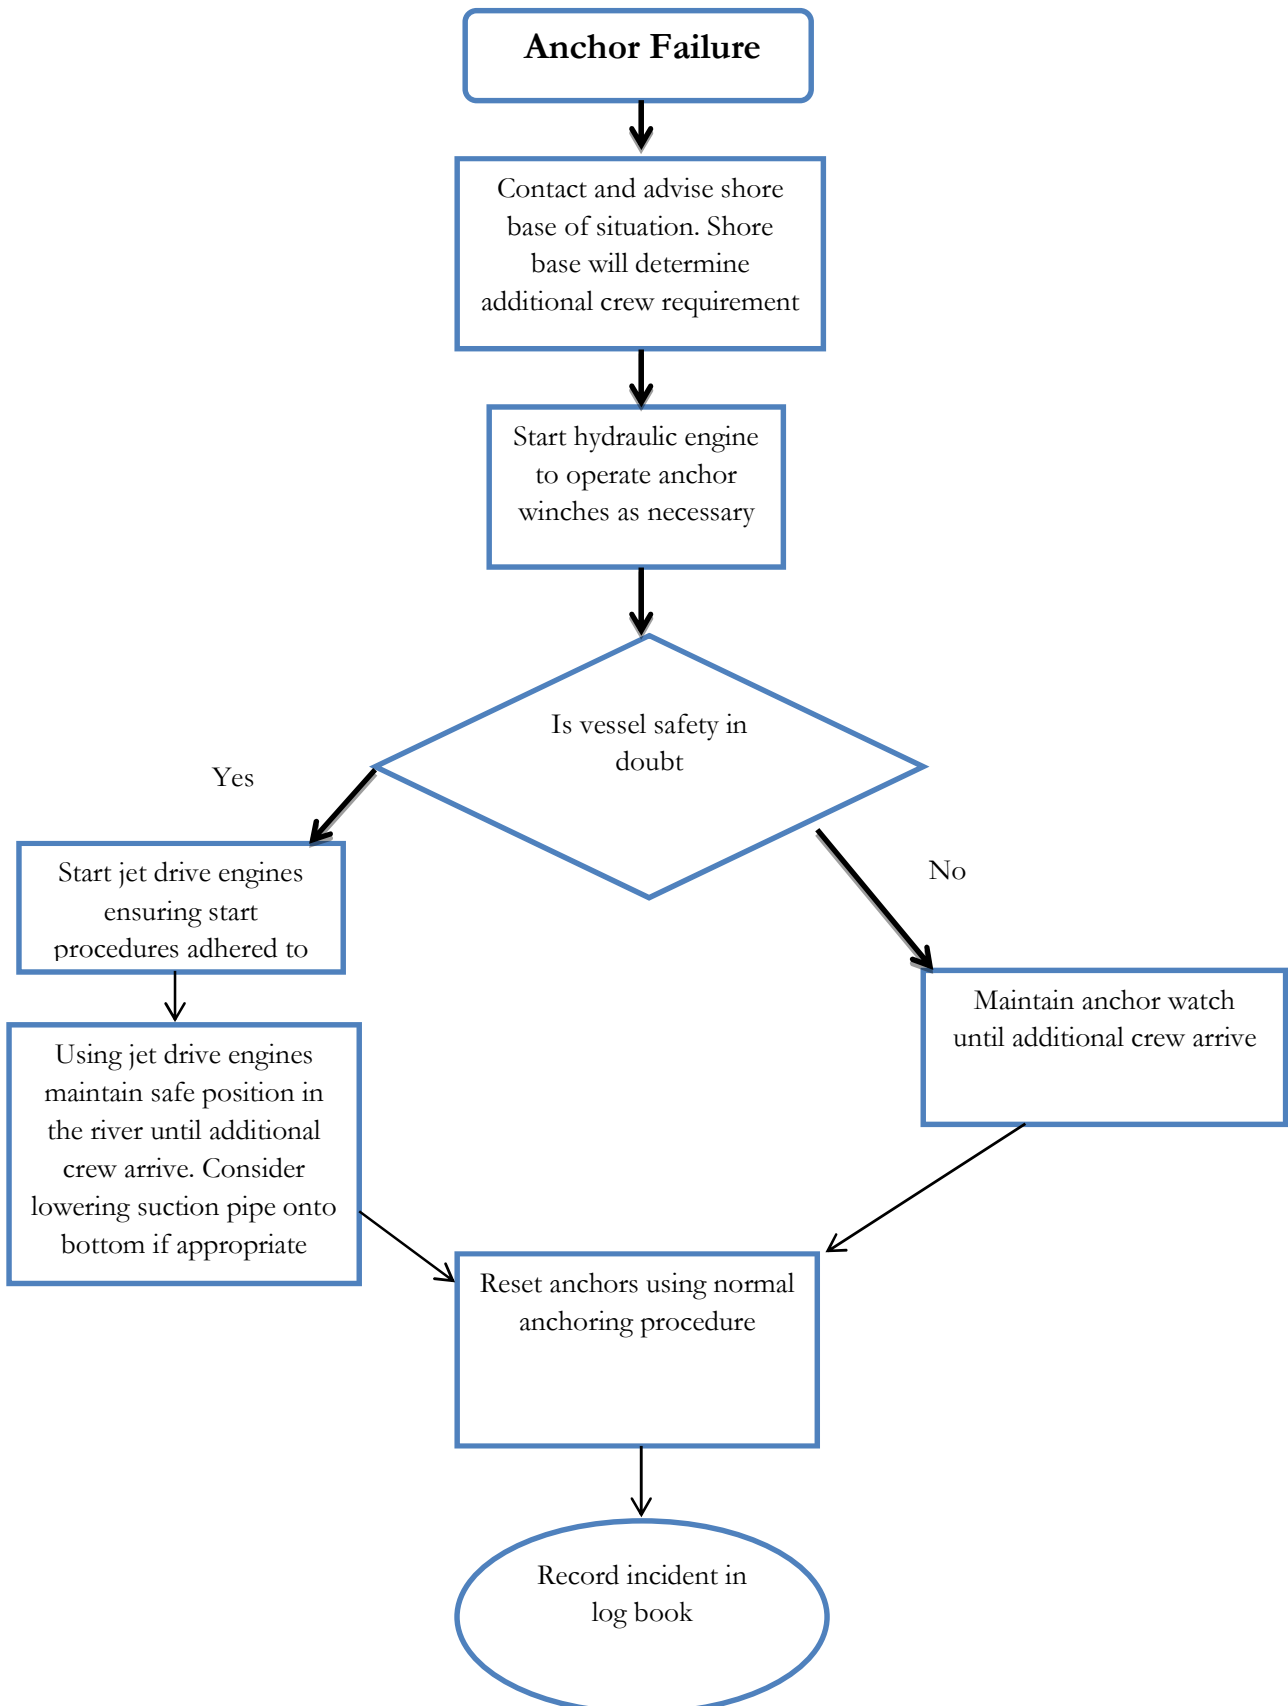 Anchor Failure
Contact and advise shore
base of situation. Shore
base will determine
additional crew requirement
Start hydraulic engine
to operate anchor
winches as necessary
Is vessel safety in
doubt
Yes
No
Start jet drive engines
ensuring start
procedures adhered to
Maintain anchor watch
until additional crew arrive
Using jet drive engines
maintain safe position in
the river until additional
crew arrive. Consider
lowering suction pipe onto
bottom if appropriate
Reset anchors using normal
anchoring procedure
Record incident in
log book